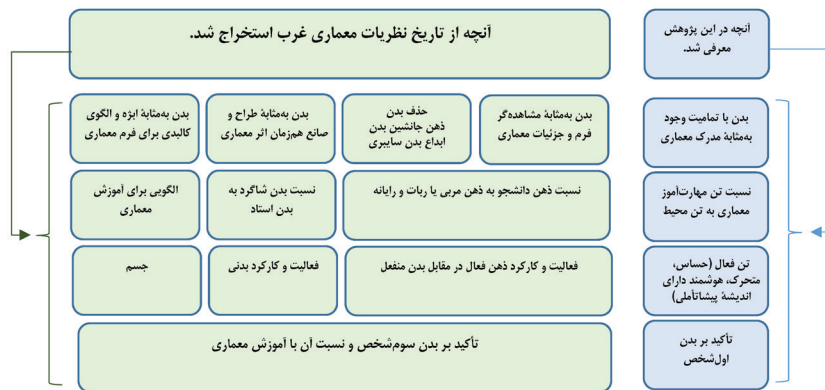 آنچه در این پژوهش
معرفی شد.
آنچه از تاریخ نظریات معماری غرب استخراج شد.
بدن با تمامیت وجود
به‌مثابهٔ مدرک معماری
بدن به‌مثابهٔ مشاهده‌گر
فرم و جزئیات معماری
حذف بدن
ذهن جانشین بدن
ابداع بدن سایبری
بدن به‌مثابهٔ طراح و
صانع هم‌زمان اثر معماری
بدن به‌مثابهٔ ابژه و الگوی
کالبدی برای فرم معماری
نسبت تن مهارت‌آموز
معماری به تن محیط
نسبت ذهن دانشجو به ذهن مربی یا ربات و رایانه
نسبت بدن شاگرد به
بدن استاد
الگویی برای آموزش
معماری
تن فعال (حساس،
متحرک، هوشمند دارای
اندیشهٔ پیشاتأملی)
فعالیت و کارکرد ذهن فعال در مقابل بدن منفعل
فعالیت و کارکرد بدنی
جسم
تأکید بر بدن
اول‌شخص
تأکید بر بدن سوم‌شخص و نسبت آن با آموزش معماری